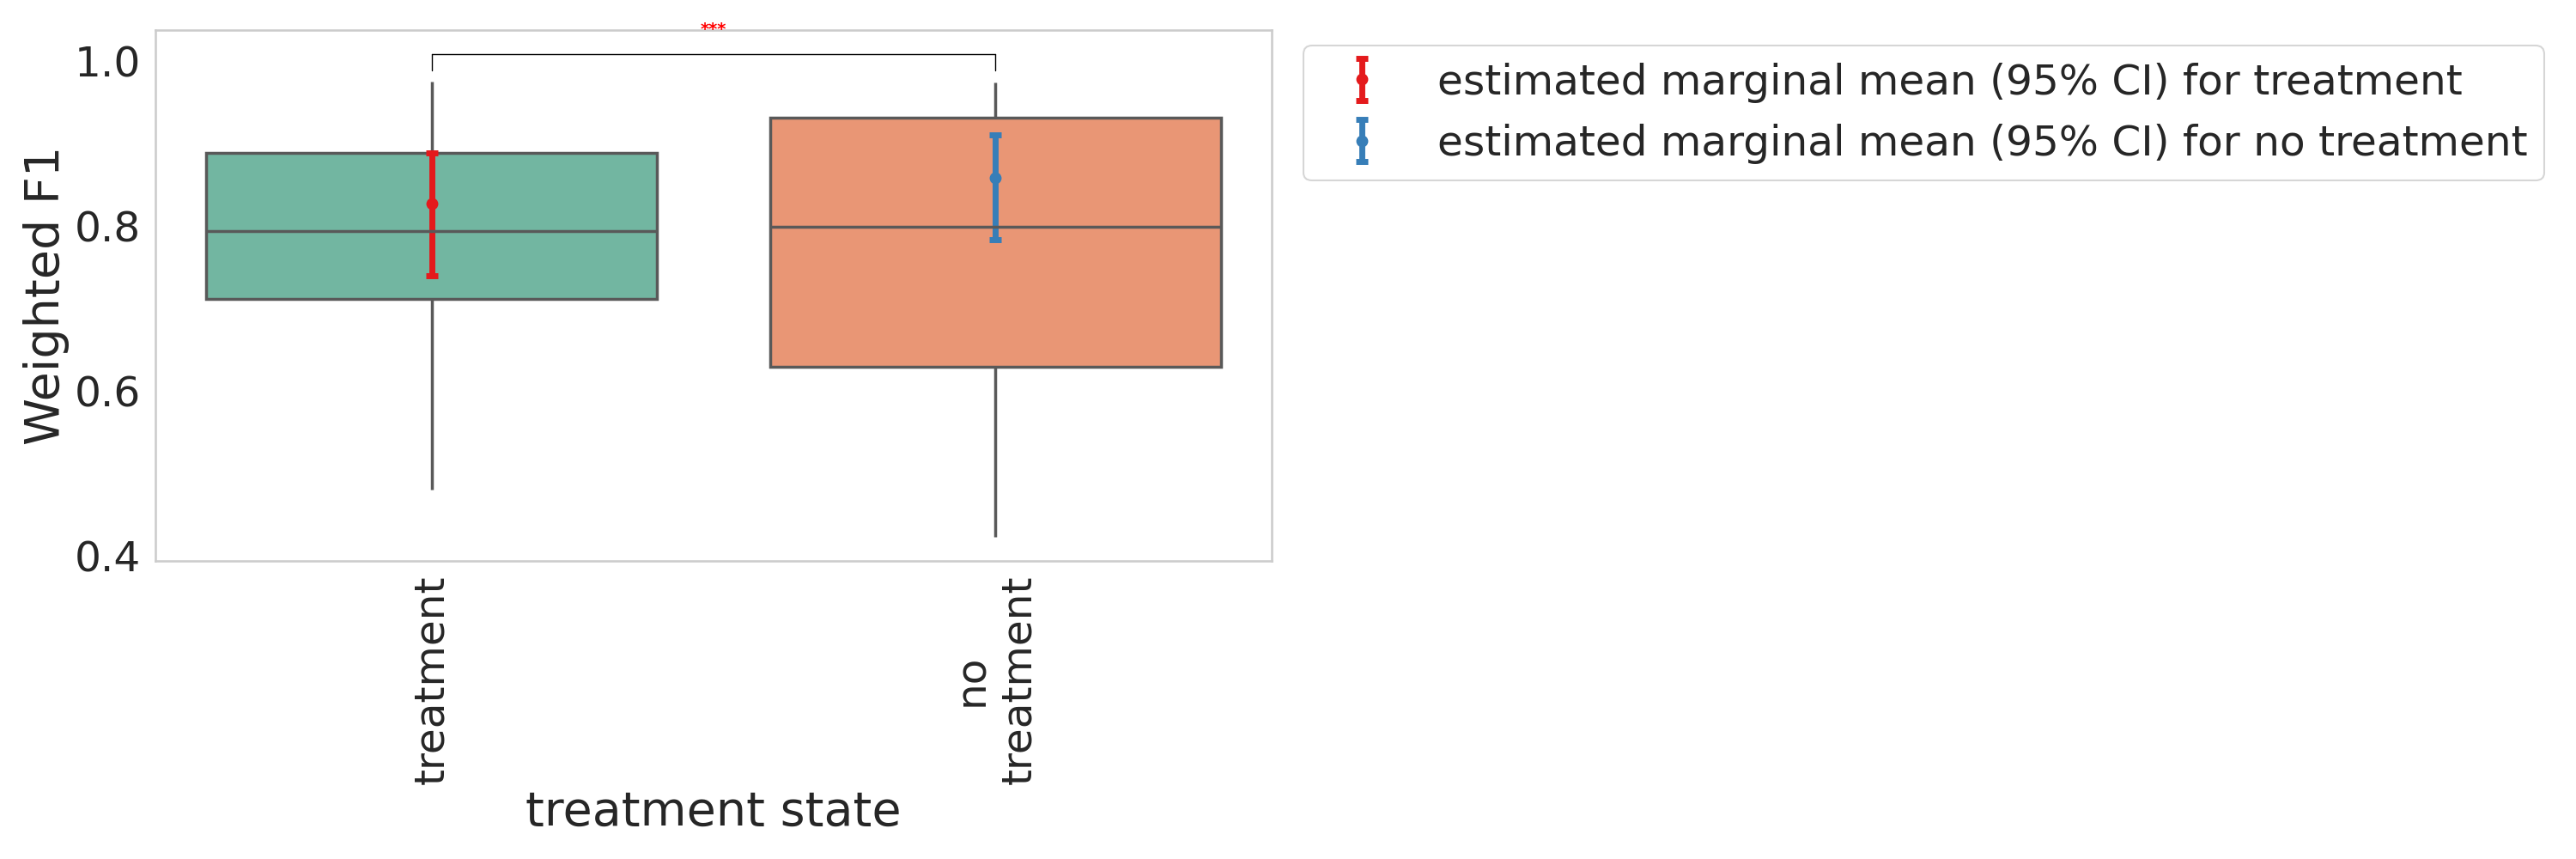 ***
1.0
0.8
0.6
0.4
Weighted F1
treatment
no
treatment
treatment state
estimated marginal mean (95% CI) for treatment
estimated marginal mean (95% CI) for no treatment